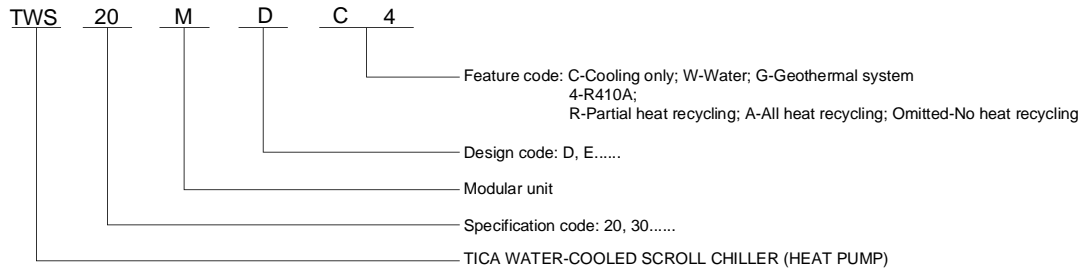 TWS 20 M D C 4
Feature code: C-Cooling only; W-Water; G-Geothermal system
4-R410A;
R-Partial heat recycling; A-All heat recycling; Omitted-No heat recycling
Design code: D, E......
Modular unit
Specification code: 20, 30......
TICA WATER-COOLED SCROLL CHILLER (HEAT PUMP)